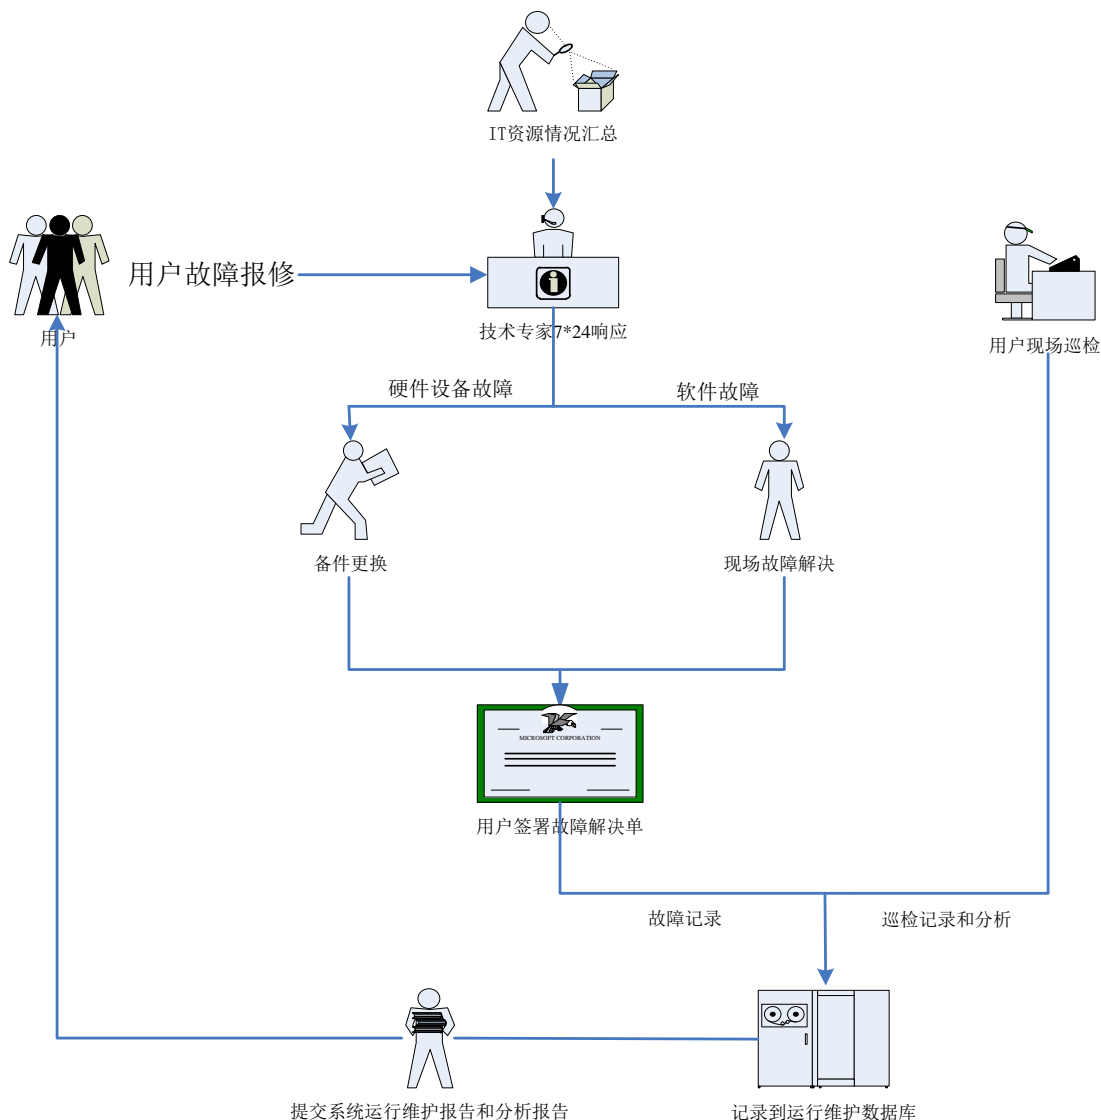 IT资源情况汇总
用户故障报修
用户
技术专家7*24响应
用户现场巡检
硬件设备故障
软件故障
备件更换
现场故障解决
MICROSOFT CORPORATION
用户签署故障解决单
故障记录
巡检记录和分析
提交系统运行维护报告和分析报告
记录到运行维护数据库